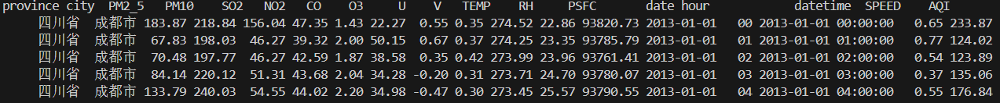 province city PM2_5 PM10 SO2 NO2 CO O3 U V TEMP RH PSFC date hour datetime SPEED AQI
四川省 成都市 183.87 218.84 156.04 47.35 1.43 22.27 0.55 0.35 274.52 22.86 93820.73 2013-01-01 00 2013-01-01 00:00:00 0.65 233.87
四川省 成都市 67.83 198.03 46.27 39.32 2.00 50.15 0.67 0.37 274.25 23.35 93785.79 2013-01-01 01 2013-01-01 01:00:00 0.77 124.02
四川省 成都市 70.48 197.77 46.27 42.59 1.87 38.58 0.35 0.42 273.99 23.96 93761.41 2013-01-01 02 2013-01-01 02:00:00 0.54 123.89
四川省 成都市 84.14 220.12 51.31 43.68 2.04 34.28 -0.20 0.31 273.71 24.70 93780.07 2013-01-01 03 2013-01-01 03:00:00 0.37 135.06
四川省 成都市 133.79 240.03 54.55 44.02 2.20 34.98 -0.47 0.30 273.45 25.57 93790.55 2013-01-01 04 2013-01-01 04:00:00 0.55 176.84